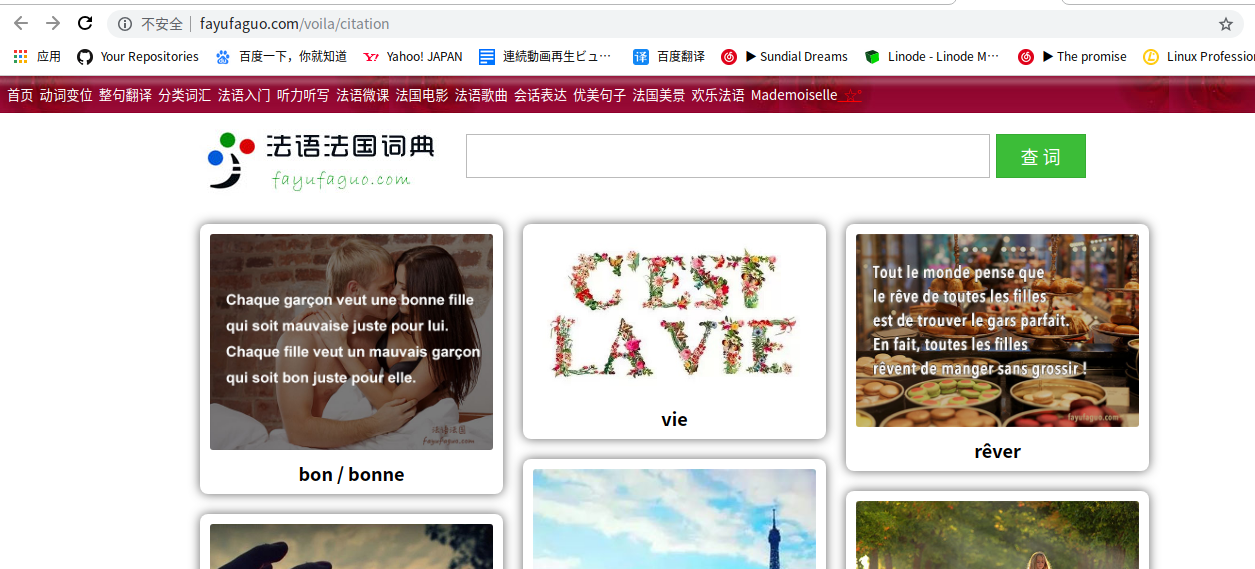 不安全 | fayufaguo.com/voila/citation
应用 Your Repositories 百度一下，你就知道 Yahoo! JAPAN 連続動画再生ビュ… 百度翻译 ▶ Sundial Dreams Linode - Linode M… ▶ The promise Linux Profession
首页 动词变位 整句翻译 分类词汇 法语入门 听力听写 法语微课 法国电影 法语歌曲 会话表达 优美句子 法国美景 欢乐法语 Mademoiselle
法语法国词典
fayufaguo.com
查 词
Chaque garçon veut une bonne fille
qui soit mauvaise juste pour lui.
Chaque fille veut un mauvais garçon
qui soit bon juste pour elle.
法语法国
fayufaguo.com
bon / bonne
C'EST
LA VIE
vie
Tout le monde pense que
le rêve de toutes les filles
est de trouver le gars parfait.
En fait, toutes les filles
rêvent de manger sans grossir !
fayufaguo.com
rêver